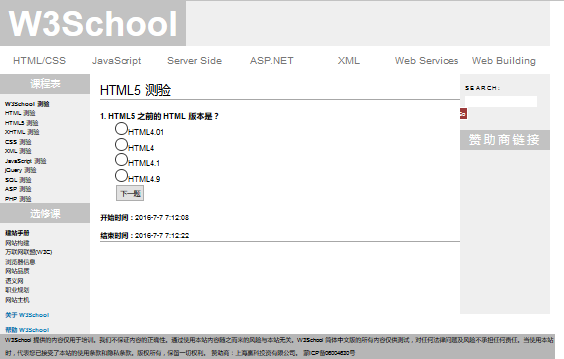 W3School
HTML/CSS JavaScript Server Side ASP.NET XML Web Services Web Building
课程表
W3School 测验
HTML 测验
HTML5 测验
XHTML 测验
CSS 测验
XML 测验
JavaScript 测验
jQuery 测验
SQL 测验
ASP 测验
PHP 测验
选修课
建站手册
网站构建
万联网联盟(W3C)
浏览器信息
网站品质
语义网
职业规划
网站主机
关于 W3School
帮助 W3School
HTML5 测验
1. HTML5 之前的 HTML 版本是？
HTML4.01
HTML4
HTML4.1
HTML4.9
下一题
开始时间：2016-7-7 7:12:08
结束时间：2016-7-7 7:12:22
SEARCH:
Go
赞助商链接
W3School 提供的内容仅用于培训。我们不保证内容的正确性。通过使用本站内容随之而来的风险与本站无关。W3School 简体中文版的所有内容仅供测试，对任何法律问题及风险不承担任何责任。当使用本站
时，代表您已接受了本站的使用条款和隐私条款。版权所有，保留一切权利。 赞助商：上海赢科投资有限公司。 蒙ICP备06004630号